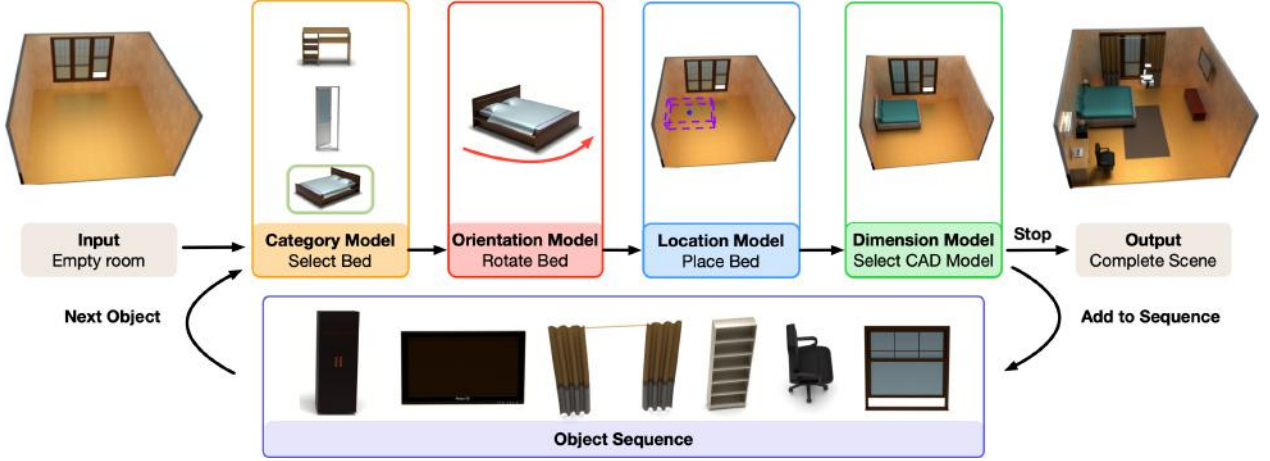 Input
Empty room
Category Model
Select Bed
Orientation Model
Rotate Bed
Location Model
Place Bed
Dimension Model
Select CAD Model
Stop
Output
Complete Scene
Next Object
Add to Sequence
Object Sequence